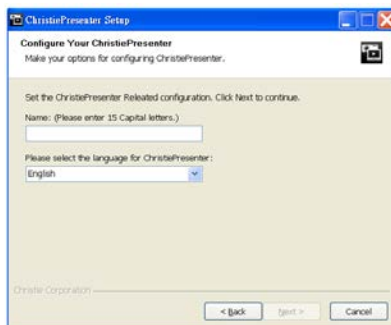 ChristiePresenter Setup
Configure Your ChristiePresenter
Make your options for configuring ChristiePresenter.
Set the ChristiePresenter Releated configuration. Click Next to continue.
Name: (Please enter 15 Capital letters.)
Please select the language for ChristiePresenter:
English
Christie Corporation
< Back
Next >
Cancel